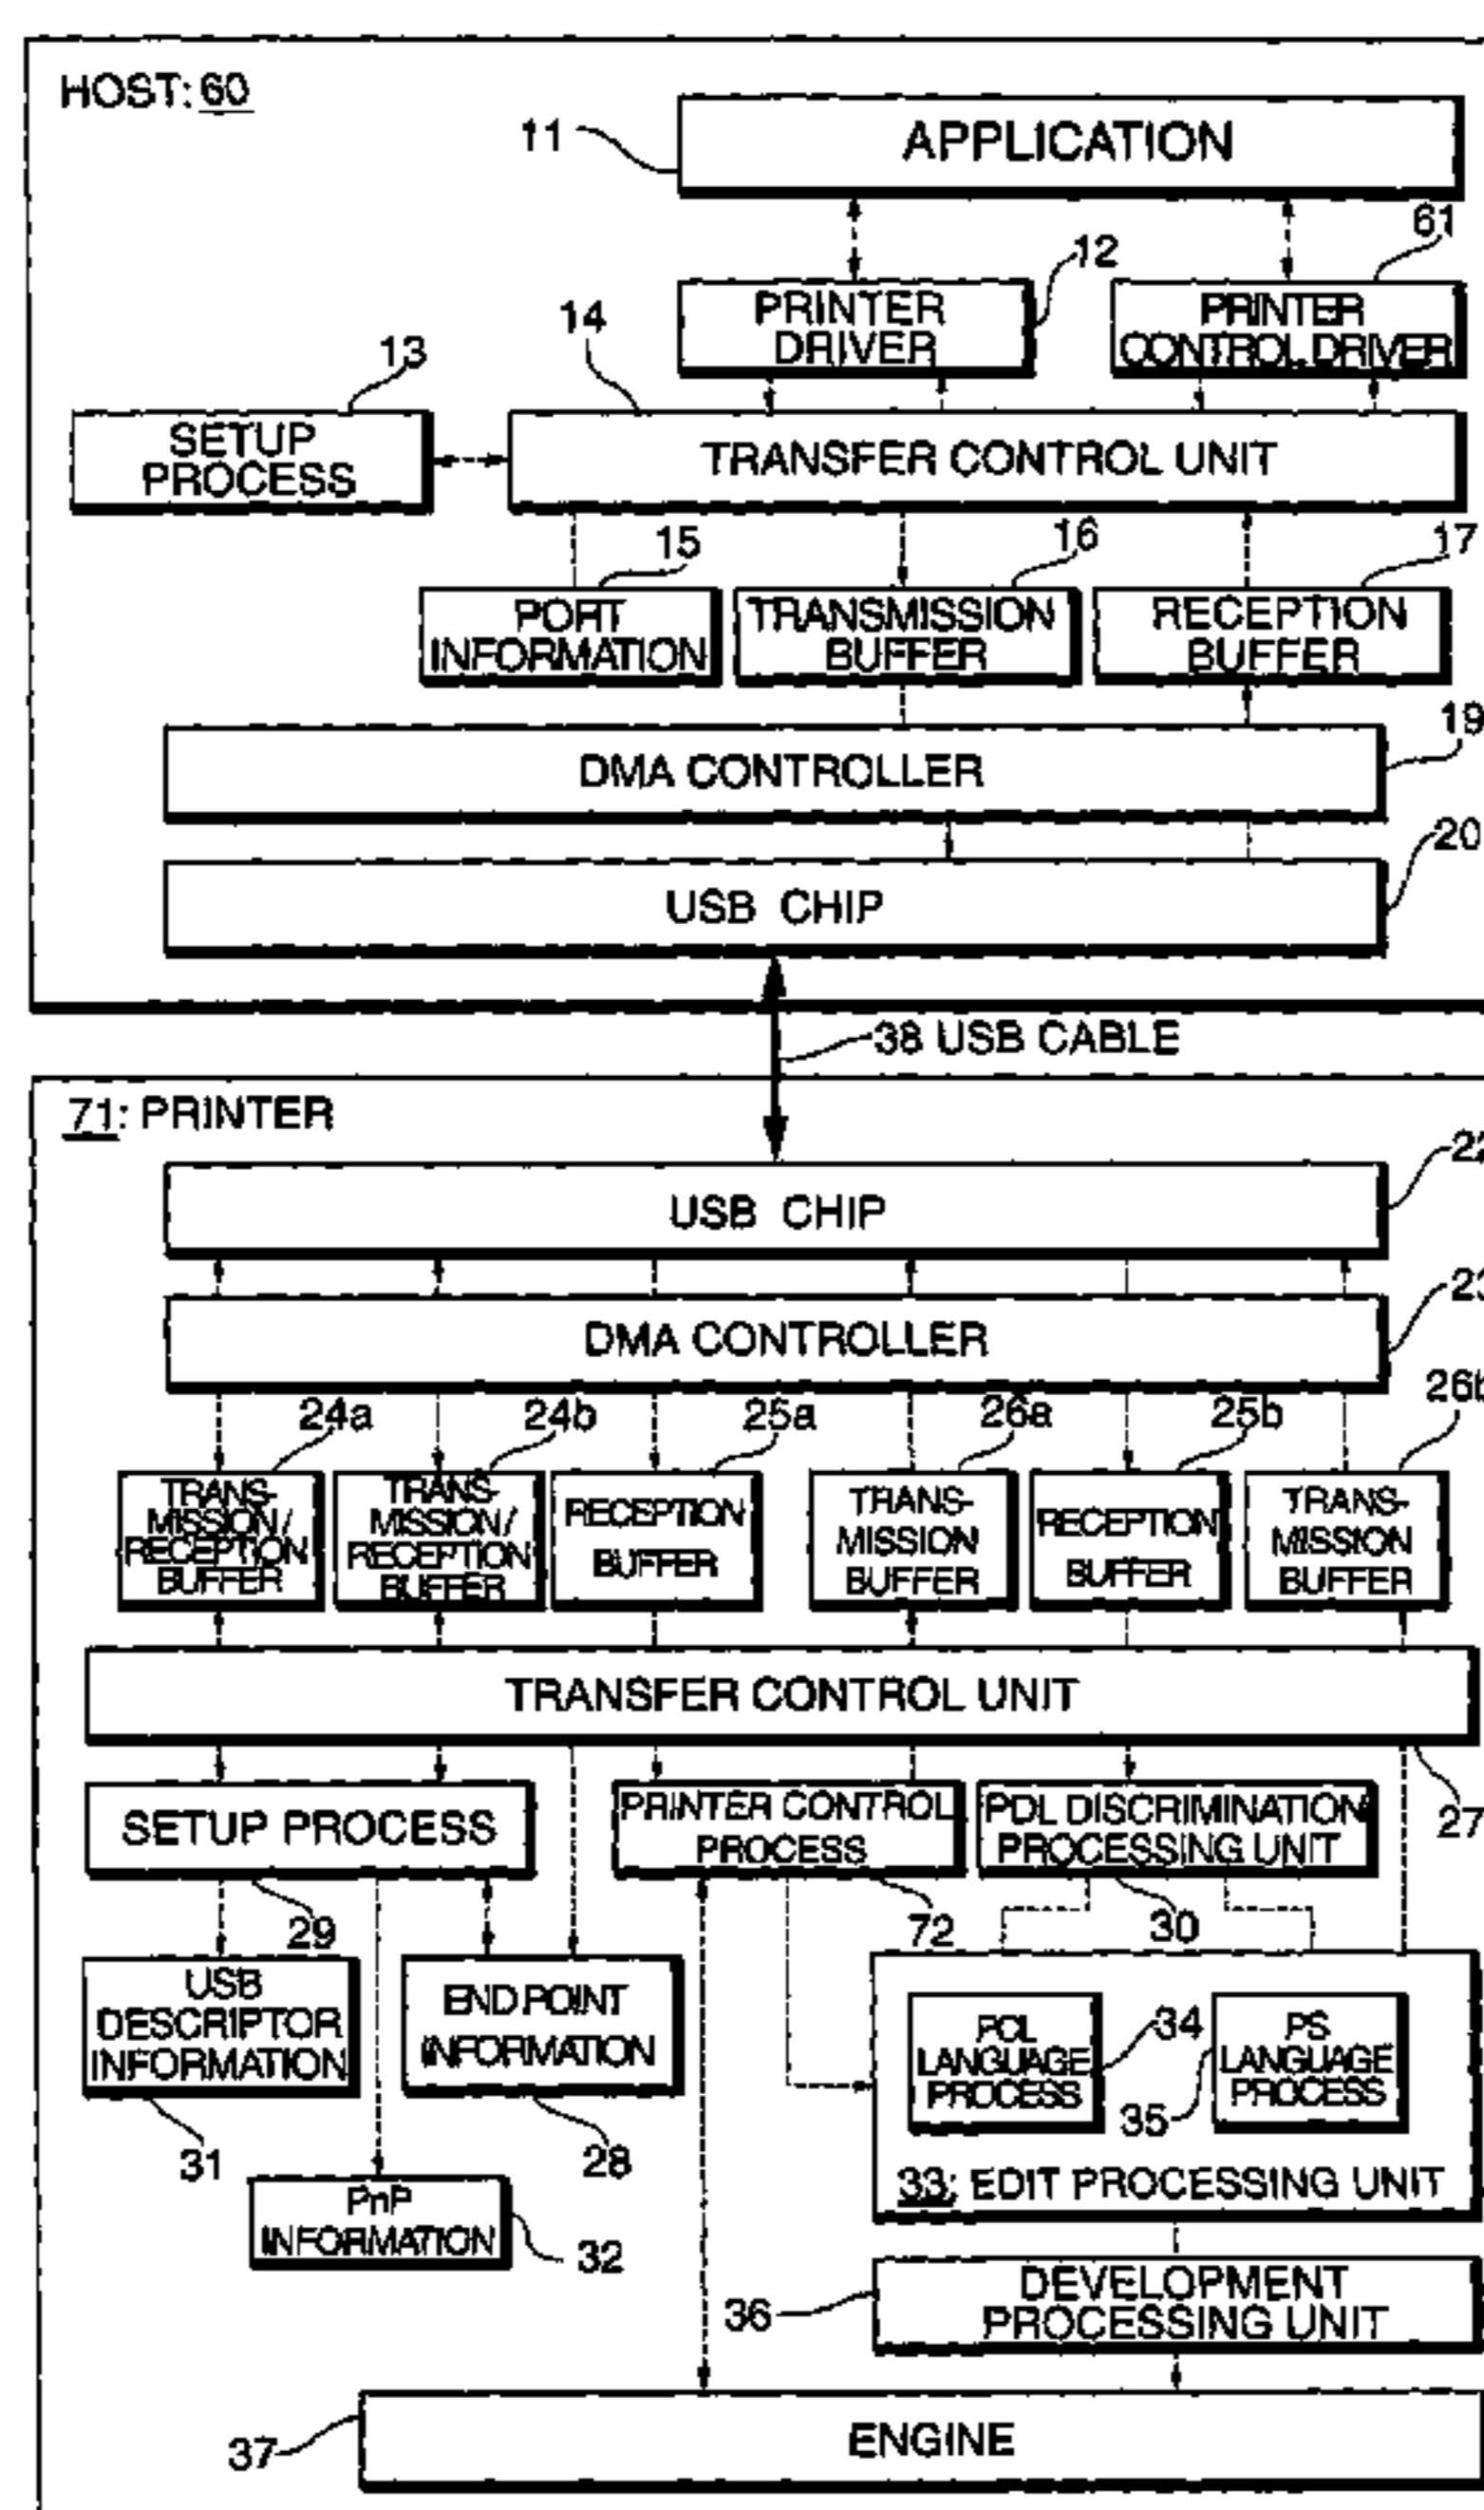 HOST: 60
APPLICATION
11
61
PRINTER
DRIVER
12
PRINTER
CONTROL DRIVER
14
13
SETUP
PROCESS
TRANSFER CONTROL UNIT
15
16
17
PORT
INFORMATION
TRANSMISSION
BUFFER
RECEPTION
BUFFER
19
DMA CONTROLLER
20
USB CHIP
38 USB CABLE
71: PRINTER
USB CHIP
DMA CONTROLLER
24a
24b
25a
26a
25b
TRANS-
MISSION/
RECEPTION
BUFFER
TRANS-
MISSION/
RECEPTION
BUFFER
RECEPTION
BUFFER
TRANS-
MISSION
BUFFER
RECEPTION
BUFFER
TRANS-
MISSION
BUFFER
TRANSFER CONTROL UNIT
27
SETUP PROCESS
PRINTER CONTROL
PROCESS
PDL DISCRIMINATION
PROCESSING UNIT
29
72
30
USB
DESCRIPTOR
INFORMATION
END POINT
INFORMATION
PCL
LANGUAGE
PROCESS
34
35
PS
LANGUAGE
PROCESS
31
28
33: EDIT PROCESSING UNIT
PnP
INFORMATION
32
36
DEVELOPMENT
PROCESSING UNIT
37
ENGINE